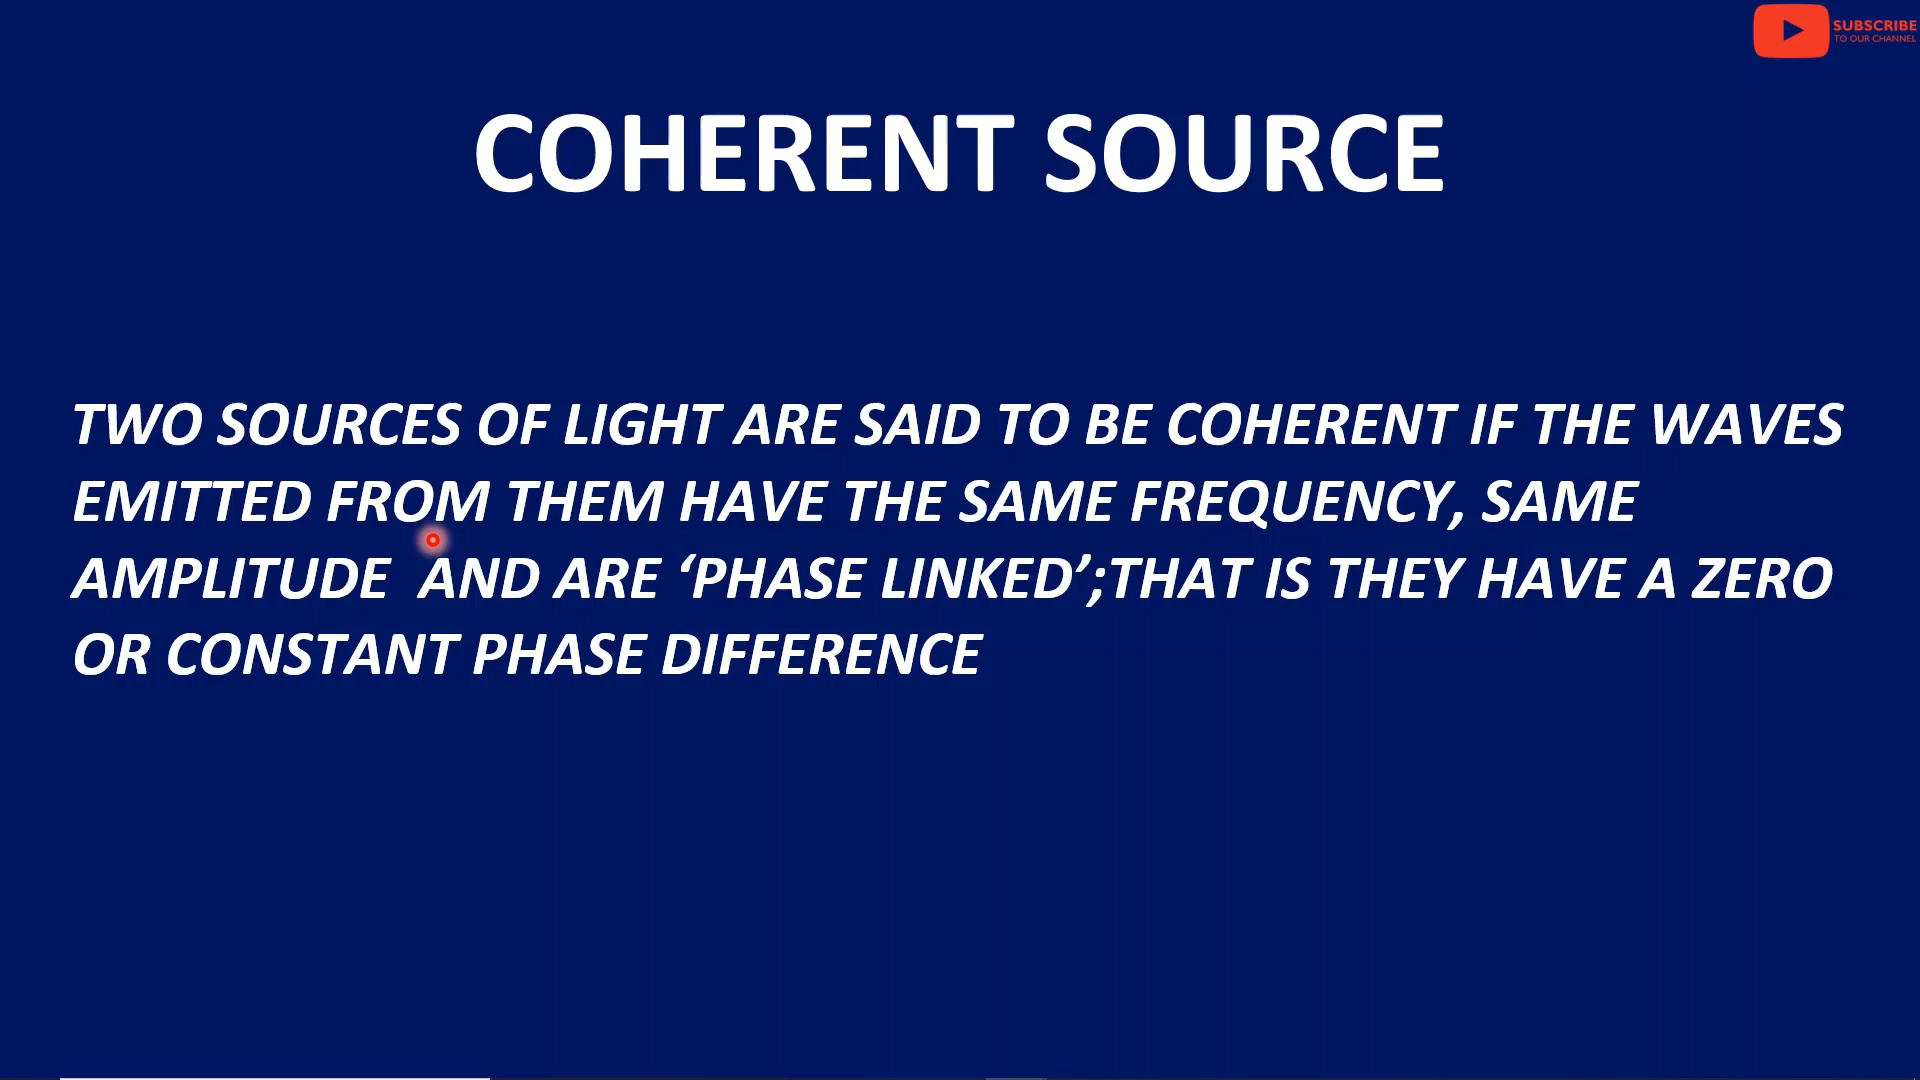 SUBSCRIBE
TO OUR CHANNEL
COHERENT SOURCE
TWO SOURCES OF LIGHT ARE SAID TO BE COHERENT IF THE WAVES
EMITTED FROM THEM HAVE THE SAME FREQUENCY, SAME
AMPLITUDE  AND ARE ‘PHASE LINKED’;THAT IS THEY HAVE A ZERO
OR CONSTANT PHASE DIFFERENCE